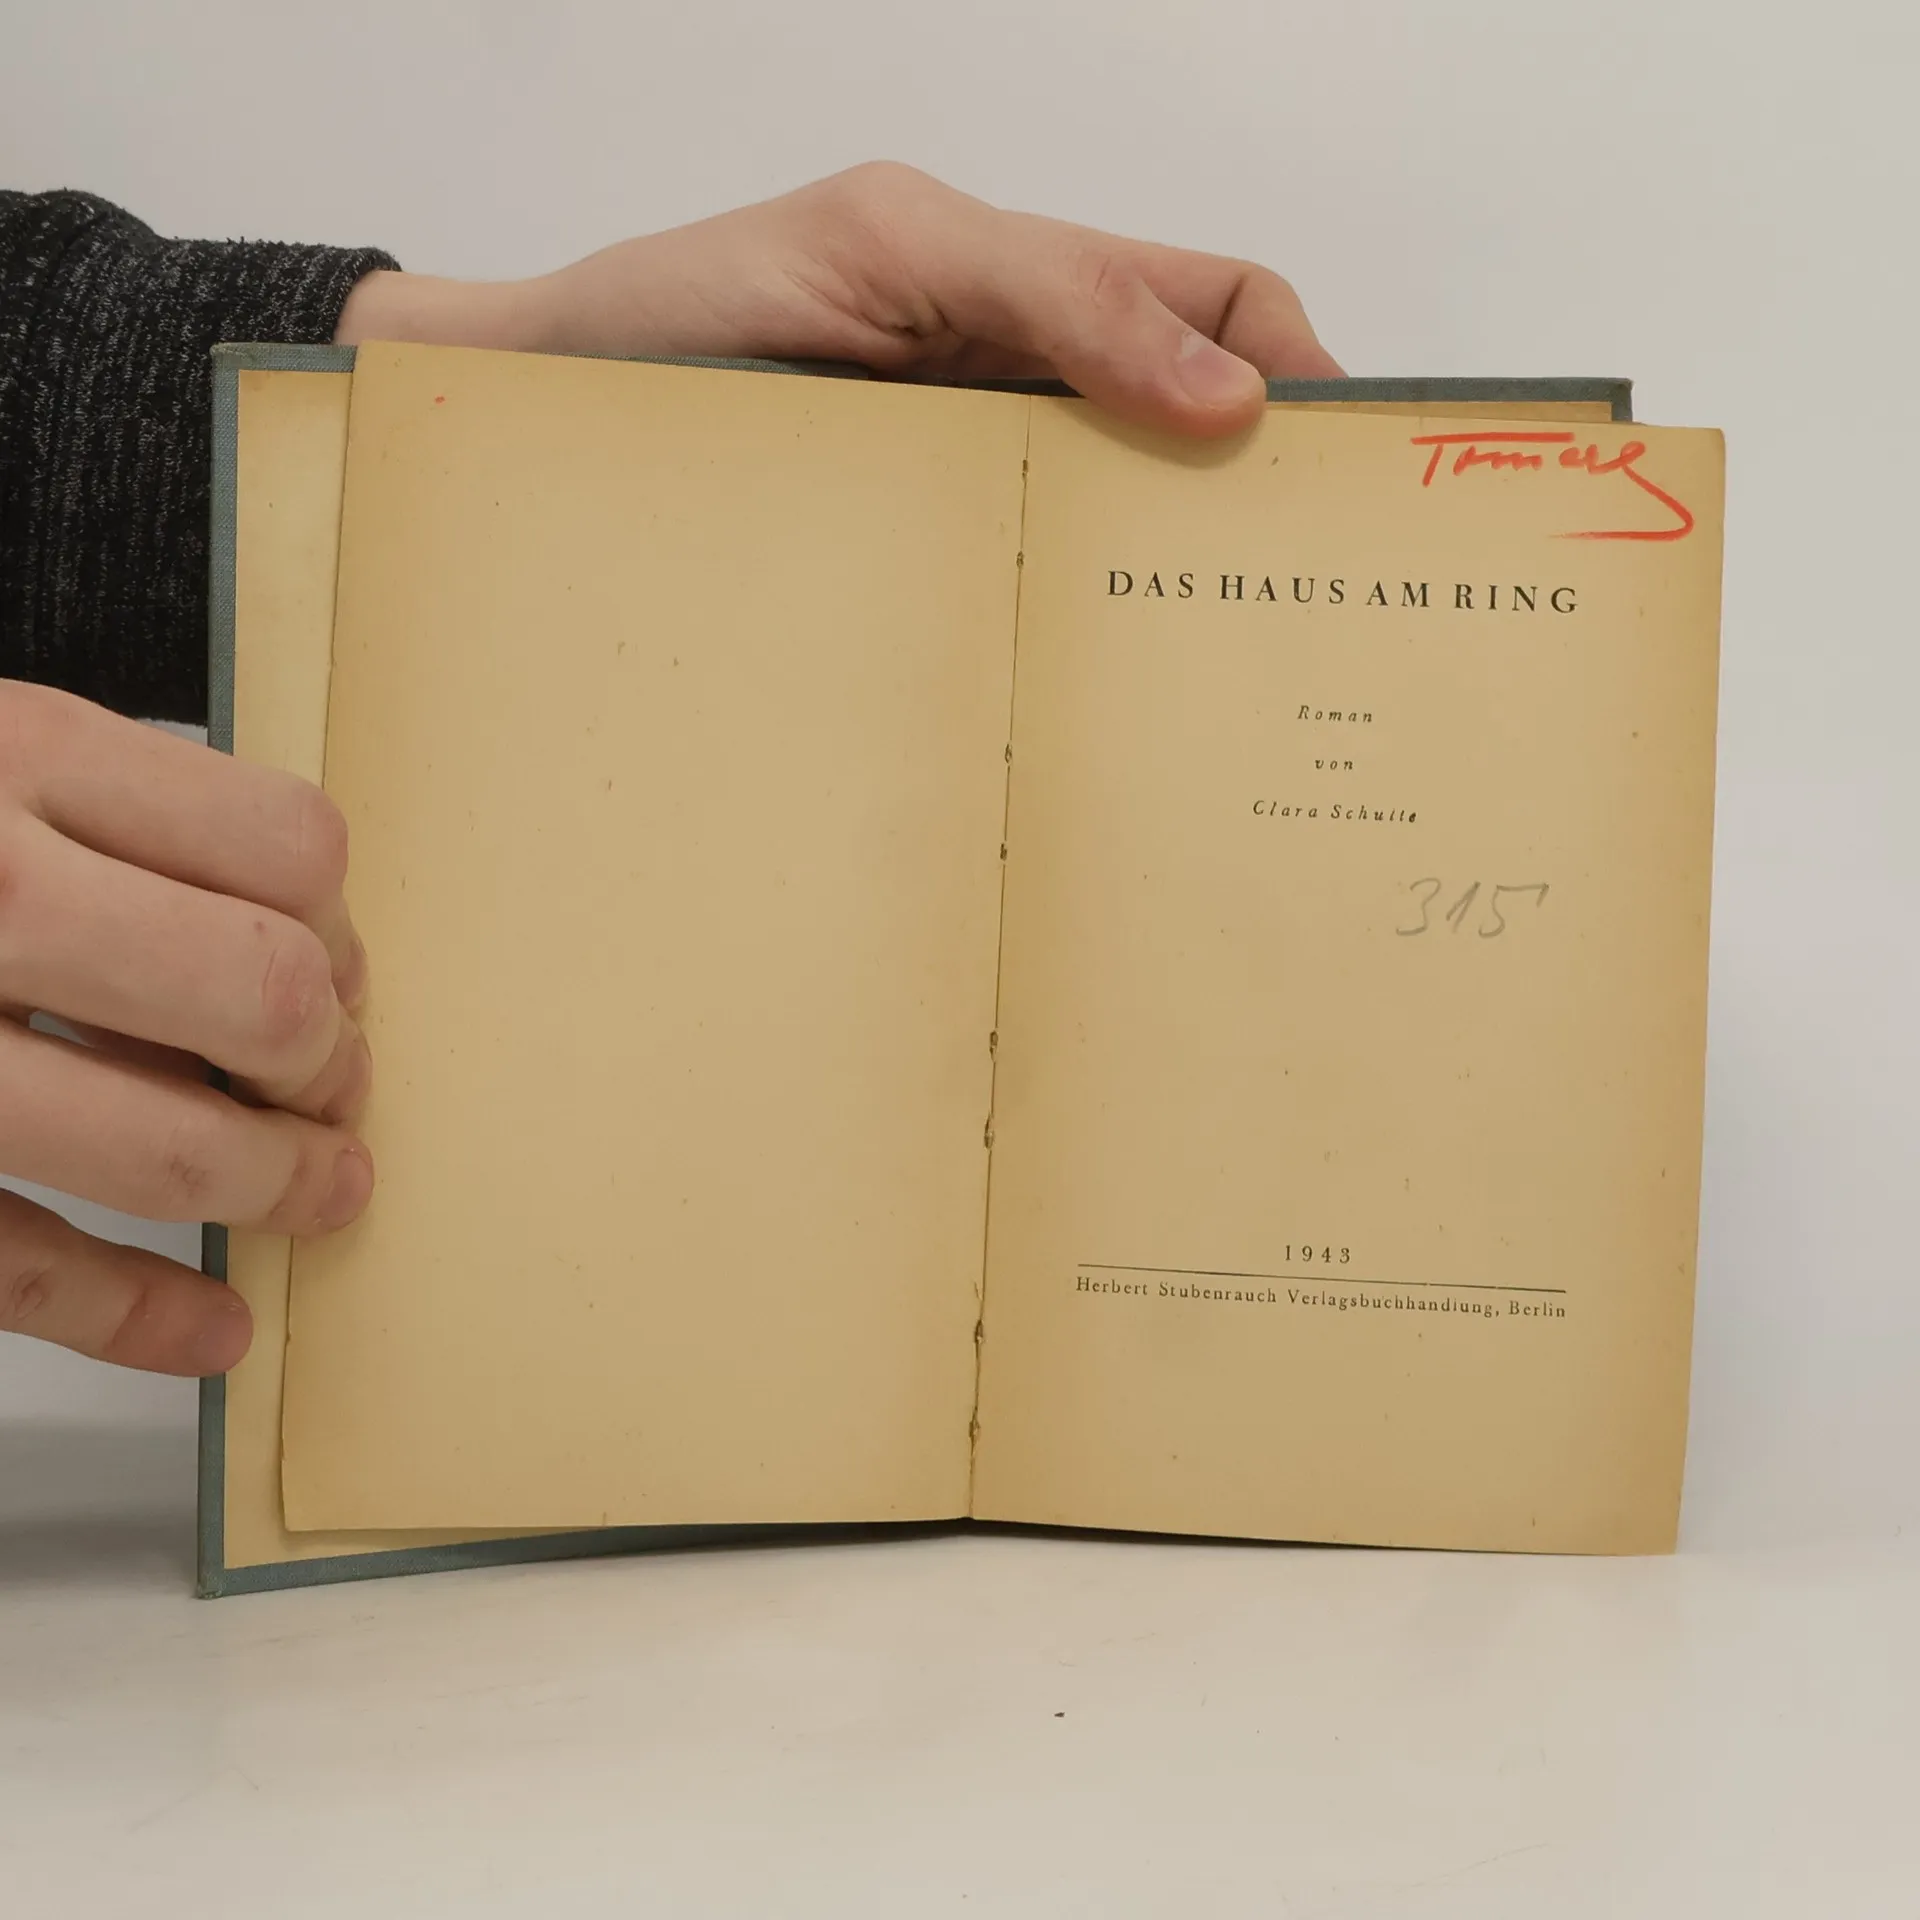 DAS HAUS AM RING
Roman
von
Clara Schulte
315
1943
Herbert Stubenrauch Verlagsbuchhandlung, Berlin